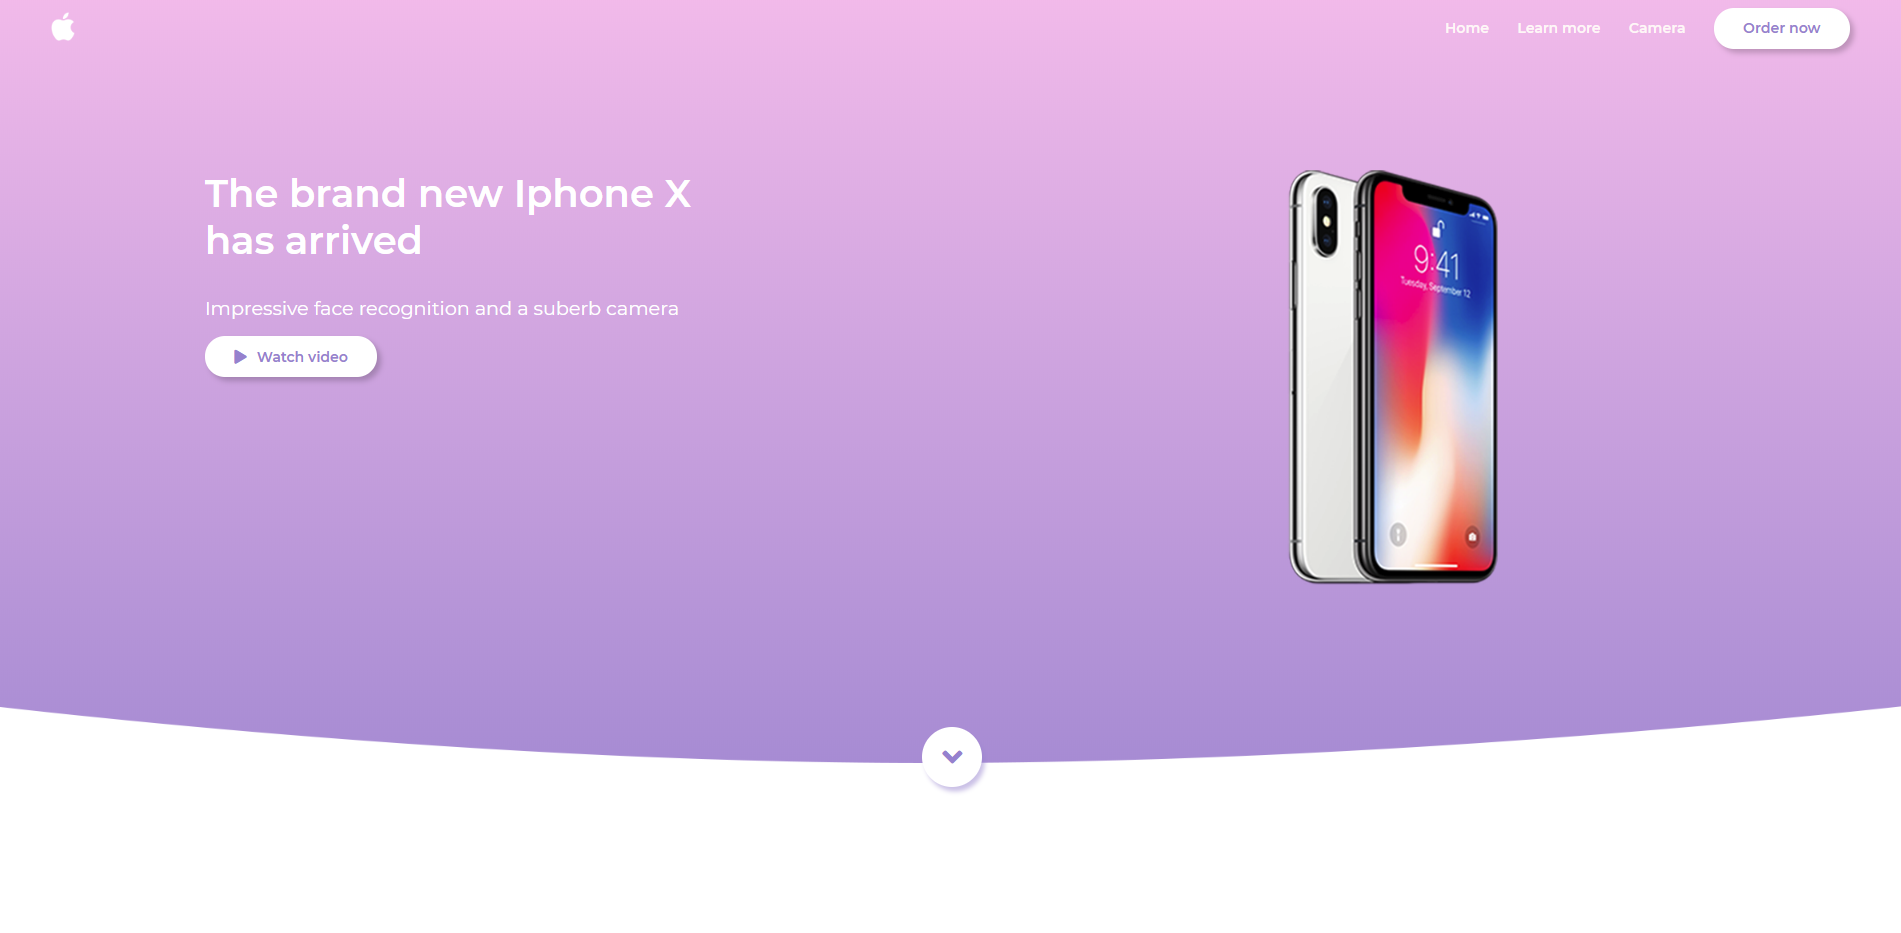 Home Learn more Camera Order now
The brand new Iphone X
has arrived
Impressive face recognition and a suberb camera
Watch video
9:41
Tuesday, September 12